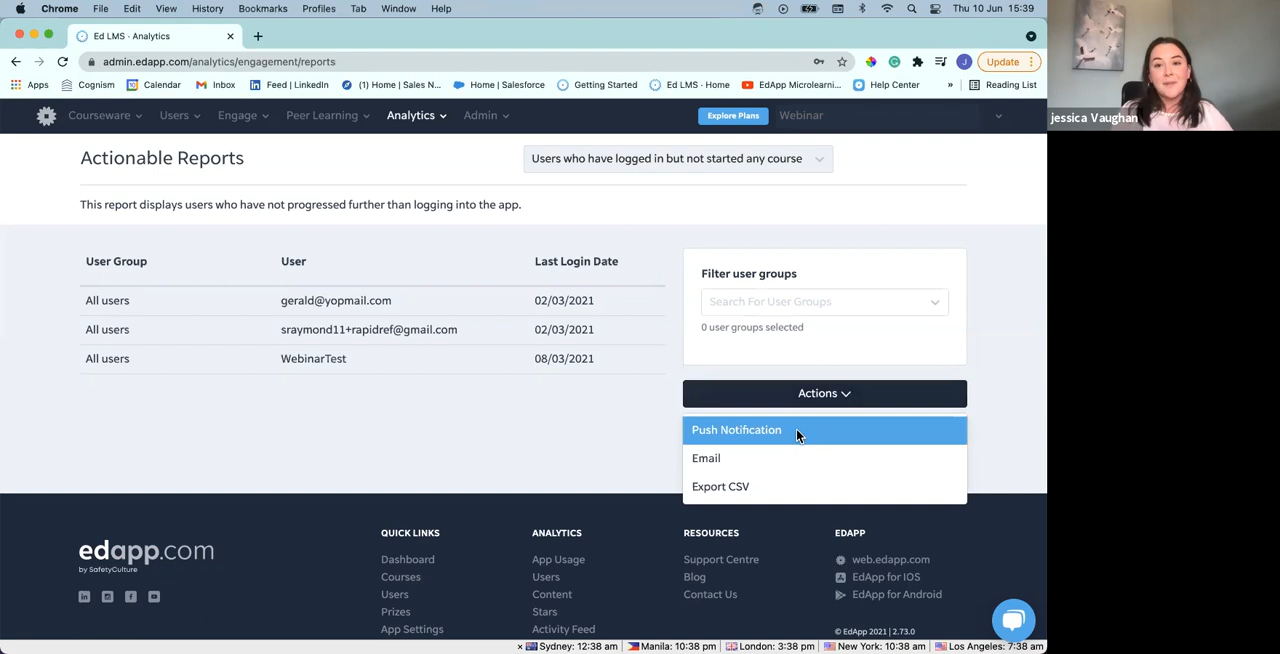 Chrome File Edit View History Bookmarks Profiles Tab Window Help Thu 10 Jun 15:39
Ed LMS · Analytics
admin.edapp.com/analytics/engagement/reports J Update
Apps Cognism Calendar Inbox Feed | LinkedIn (1) Home | Sales N... Home | Salesforce Getting Started Ed LMS · Home EdApp Microlearni... Help Center » Reading List
jessica Vaughan
Courseware Users Engage Peer Learning Analytics Admin Explore Plans Webinar
Actionable Reports Users who have logged in but not started any course
This report displays users who have not progressed further than logging into the app.
User Group User Last Login Date
All users gerald@yopmail.com 02/03/2021
All users sraymond11+rapidref@gmail.com 02/03/2021
All users WebinarTest 08/03/2021
Filter user groups
Search For User Groups
0 user groups selected
Actions
Push Notification
Email
Export CSV
edapp.com
by SafetyCulture
QUICK LINKS
Dashboard
Courses
Users
Prizes
App Settings
ANALYTICS
App Usage
Users
Content
Stars
Activity Feed
RESOURCES
Support Centre
Blog
Contact Us
EDAPP
web.edapp.com
EdApp for IOS
EdApp for Android
© EdApp 2021 | 2.73.0
× Sydney: 12:38 am Manila: 10:38 pm London: 3:38 pm New York: 10:38 am Los Angeles: 7:38 am